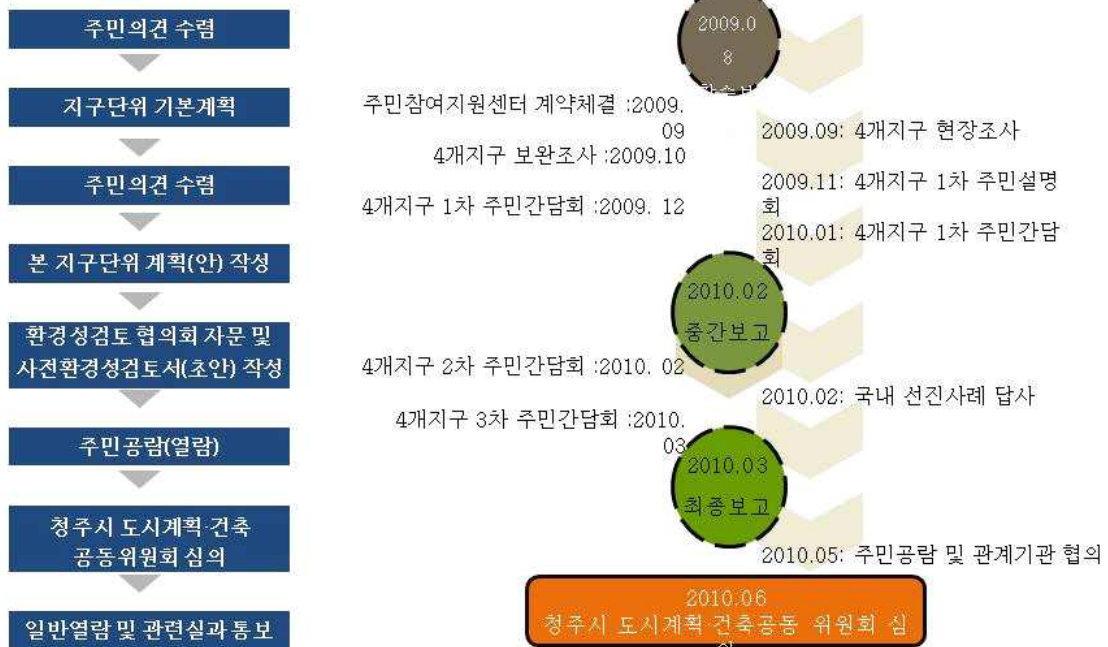 주민의견 수렴
지구단위 기본계획
주민의견 수렴
본 지구단위 계획(안) 작성
환경성검토 협의회 자문 및
사전환경성검토서(초안) 작성
주민공람(열람)
청주시 도시계획·건축
공동위원회 심의
일반열람 및 관련실과 통보
2009.0
8
주민참여지원센터 계약체결 :2009.
09
2009.09: 4개지구 현장조사
4개지구 보완조사 :2009.10
2009.11: 4개지구 1차 주민설명
회
4개지구 1차 주민간담회 :2009. 12
2010.01: 4개지구 1차 주민간담
회
2010.02
중간보고
4개지구 2차 주민간담회 :2010. 02
2010.02: 국내 선진사례 답사
4개지구 3차 주민간담회 :2010.
03
2010.03
최종보고
2010.05: 주민공람 및 관계기관 협의
2010.06
청주시 도시계획·건축공동 위원회 심